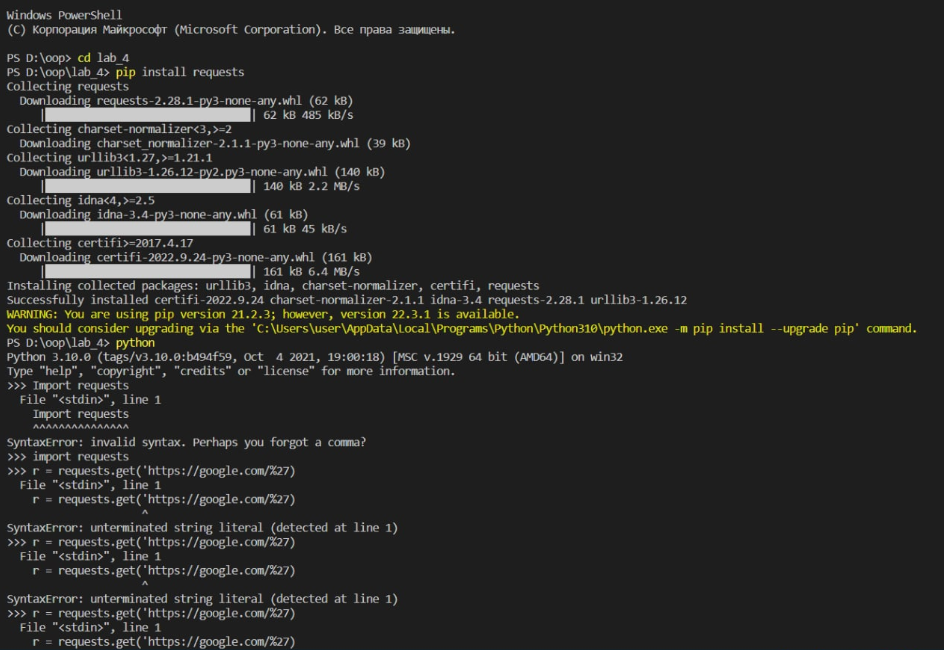 Windows PowerShell
(C) Корпорация Майкрософт (Microsoft Corporation). Все права защищены.
PS D:\oop> cd lab_4
PS D:\oop\lab_4> pip install requests
Collecting requests
  Downloading requests-2.28.1-py3-none-any.whl (62 kB)
     |████████████████████████████████| 62 kB 485 kB/s
Collecting charset-normalizer<3,>=2
  Downloading charset_normalizer-2.1.1-py3-none-any.whl (39 kB)
Collecting urllib3<1.27,>=1.21.1
  Downloading urllib3-1.26.12-py2.py3-none-any.whl (140 kB)
     |████████████████████████████████| 140 kB 2.2 MB/s
Collecting idna<4,>=2.5
  Downloading idna-3.4-py3-none-any.whl (61 kB)
     |████████████████████████████████| 61 kB 45 kB/s
Collecting certifi>=2017.4.17
  Downloading certifi-2022.9.24-py3-none-any.whl (161 kB)
     |████████████████████████████████| 161 kB 6.4 MB/s
Installing collected packages: urllib3, idna, charset-normalizer, certifi, requests
Successfully installed certifi-2022.9.24 charset-normalizer-2.1.1 idna-3.4 requests-2.28.1 urllib3-1.26.12
WARNING: You are using pip version 21.2.3; however, version 22.3.1 is available.
You should consider upgrading via the 'C:\Users\user\AppData\Local\Programs\Python\Python310\python.exe -m pip install --upgrade pip' command.
PS D:\oop\lab_4> python
Python 3.10.0 (tags/v3.10.0:b494f59, Oct  4 2021, 19:00:18) [MSC v.1929 64 bit (AMD64)] on win32
Type "help", "copyright", "credits" or "license" for more information.
>>> Import requests
  File "<stdin>", line 1
    Import requests
    ^^^^^^^^^^^^^^^
SyntaxError: invalid syntax. Perhaps you forgot a comma?
>>> import requests
>>> r = requests.get('https://google.com/%27)
  File "<stdin>", line 1
    r = requests.get('https://google.com/%27)
                     ^
SyntaxError: unterminated string literal (detected at line 1)
>>> r = requests.get('https://google.com/%27)
  File "<stdin>", line 1
    r = requests.get('https://google.com/%27)
                     ^
SyntaxError: unterminated string literal (detected at line 1)
>>> r = requests.get('https://google.com/%27)
  File "<stdin>", line 1
    r = requests.get('https://google.com/%27)